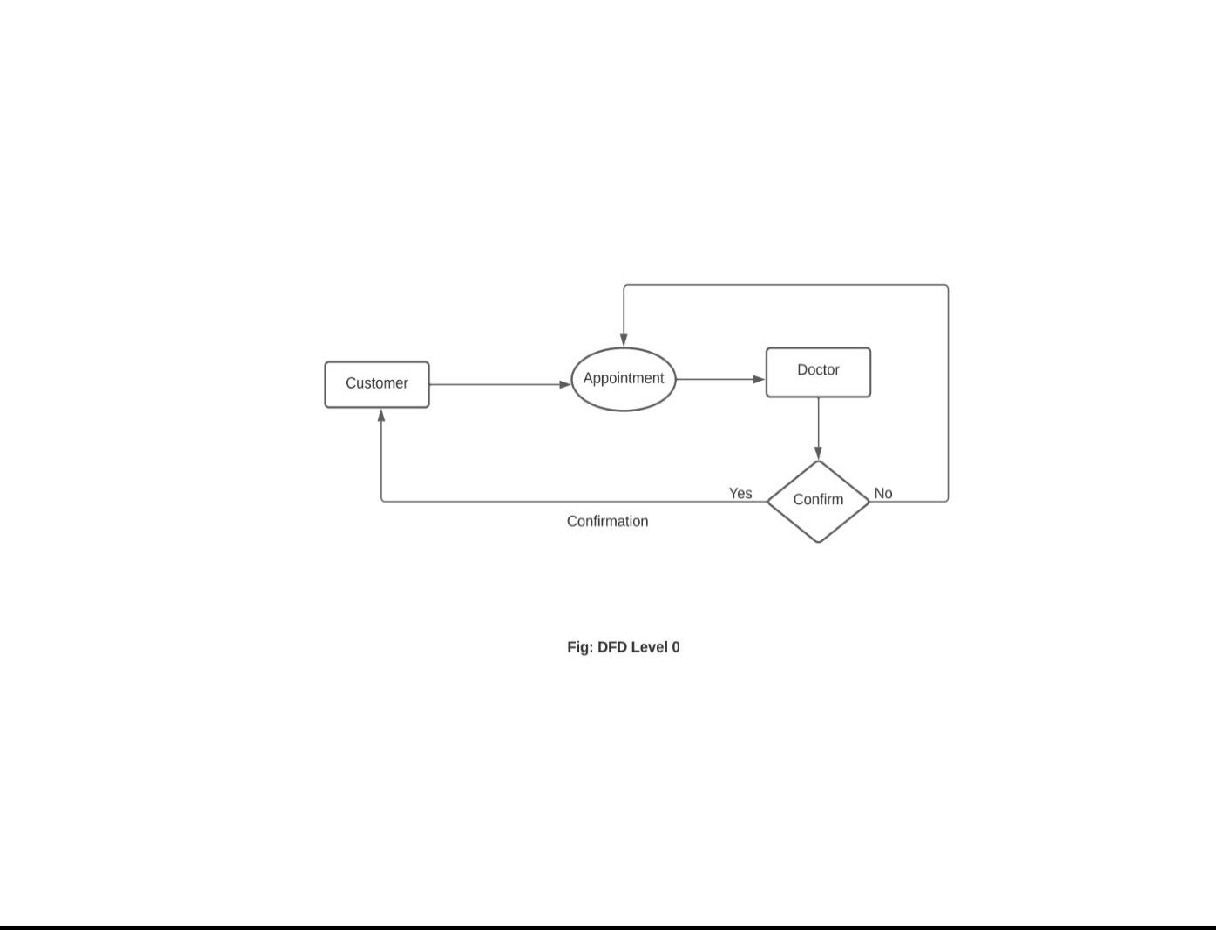 Customer
Appointment
Doctor
Yes
Confirm
No
Confirmation
Fig: DFD Level 0